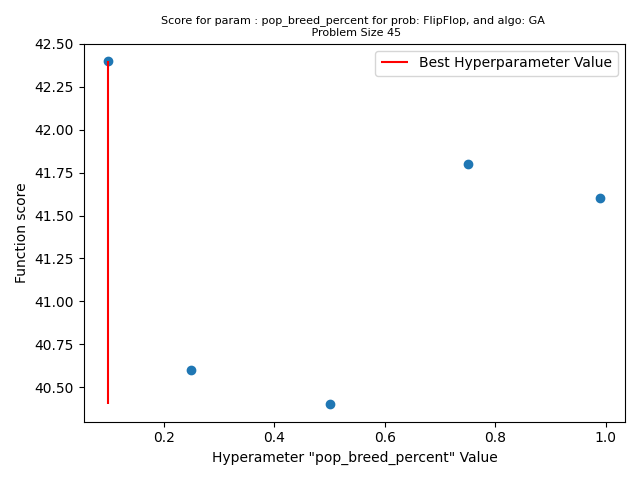 Score for param : pop_breed_percent for prob: FlipFlop, and algo: GA
Problem Size 45
42.50
42.25
42.00
41.75
41.50
41.25
41.00
40.75
40.50
Function score
Best Hyperparameter Value
0.2
0.4
0.6
0.8
1.0
Hyperameter "pop_breed_percent" Value